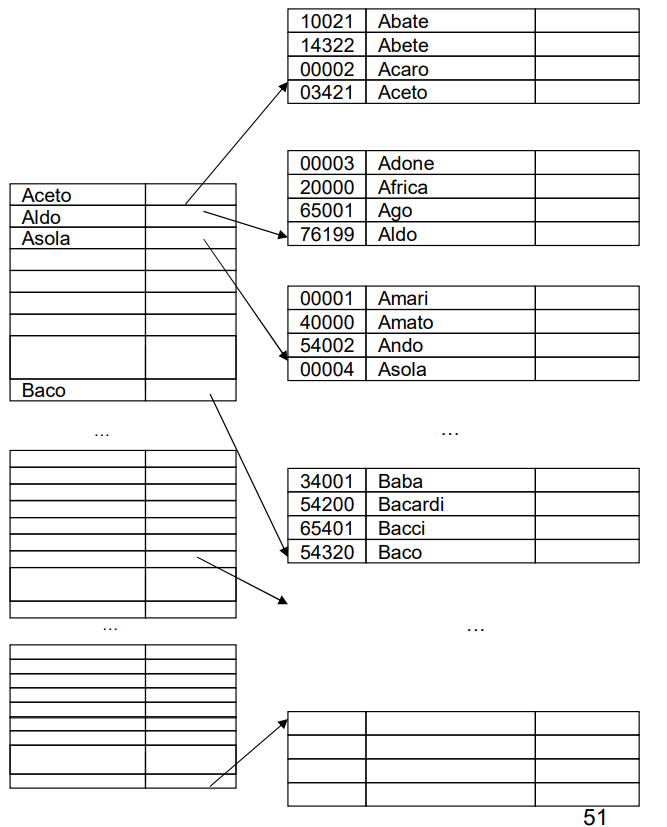 10021 Abate
14322 Abete
00002 Acaro
03421 Aceto
00003 Adone
20000 Africa
65001 Ago
76199 Aldo
Aceto
Aldo
Asola
Baco
...
00001 Amari
40000 Amato
54002 Ando
00004 Asola
...
34001 Baba
54200 Bacardi
65401 Bacci
54320 Baco
...
...
51